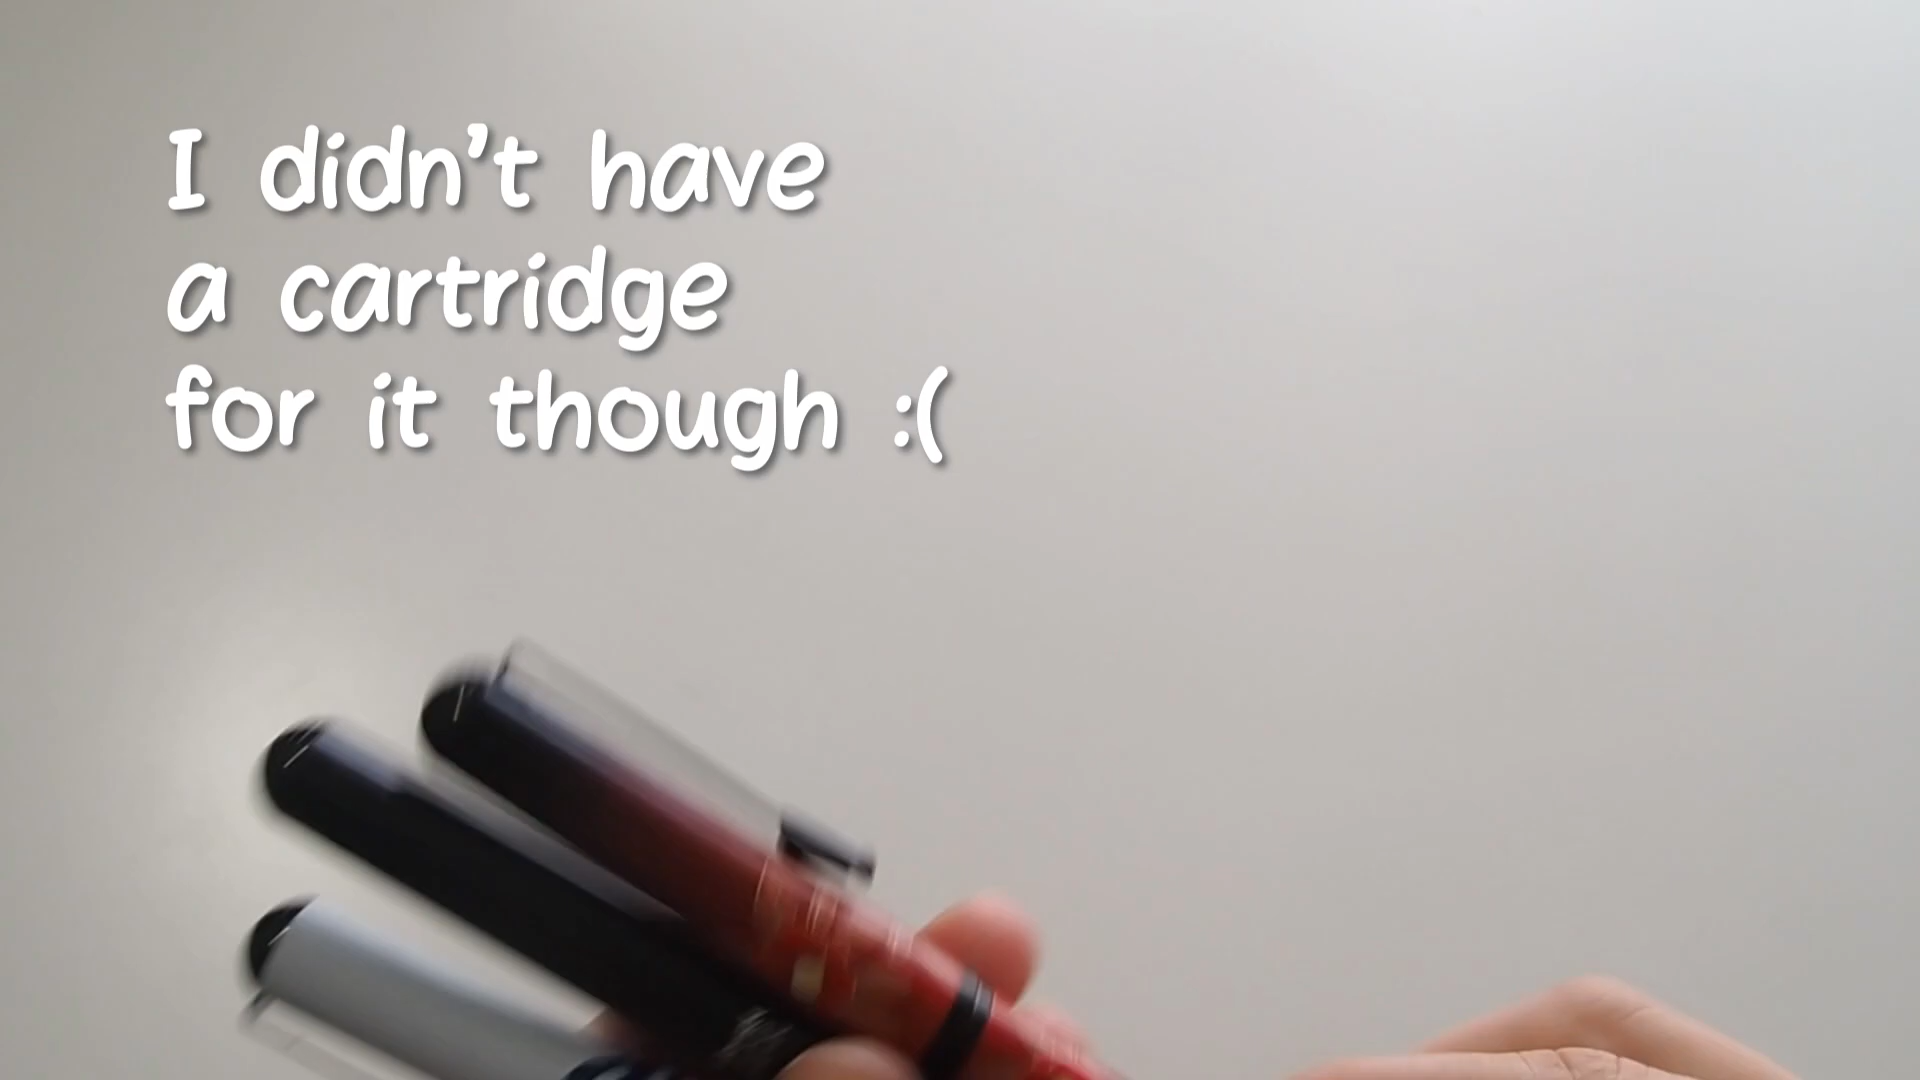 I didn't have
a cartridge
for it though :(